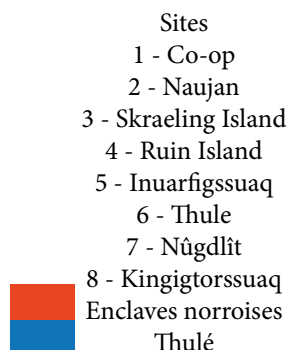 Sites
1 - Co-op
2 - Naujan
3 - Skraeling Island
4 - Ruin Island
5 - Inuarfigssuaq
6 - Thule
7 - Nûgdlît
8 - Kingigtorssuaq
Enclaves norroises
Thulé